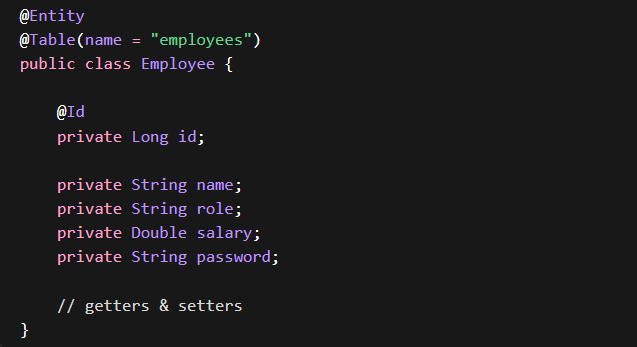 @Entity
@Table(name = "employees")
public class Employee {
    @Id
    private Long id;
    private String name;
    private String role;
    private Double salary;
    private String password;
    // getters & setters
}